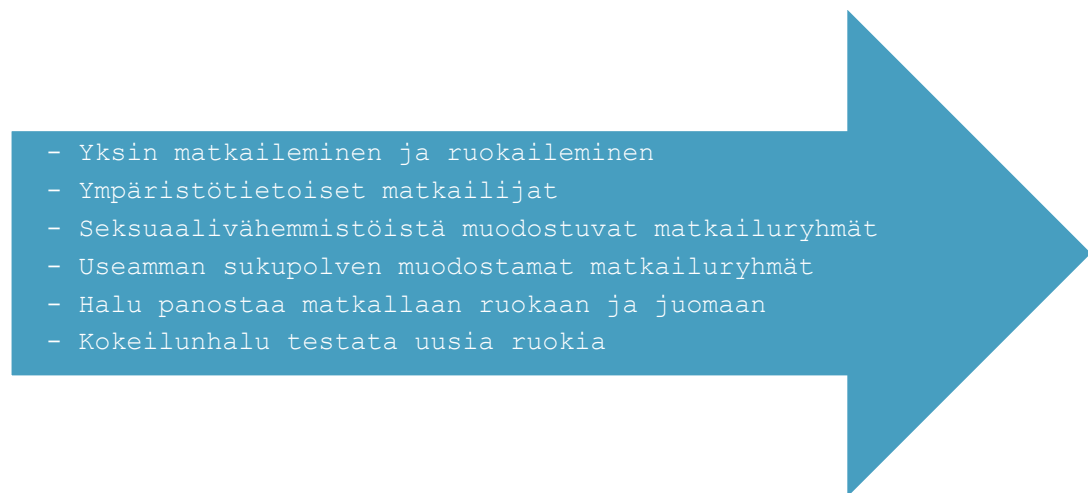 - Yksin matkaileminen ja ruokaileminen
- Ympäristötietoiset matkailijat
- Seksuaalivähemmistöistä muodostuvat matkailuryhmät
- Useamman sukupolven muodostamat matkailuryhmät
- Halu panostaa matkallaan ruokaan ja juomaan
- Kokeilunhalu testata uusia ruokia